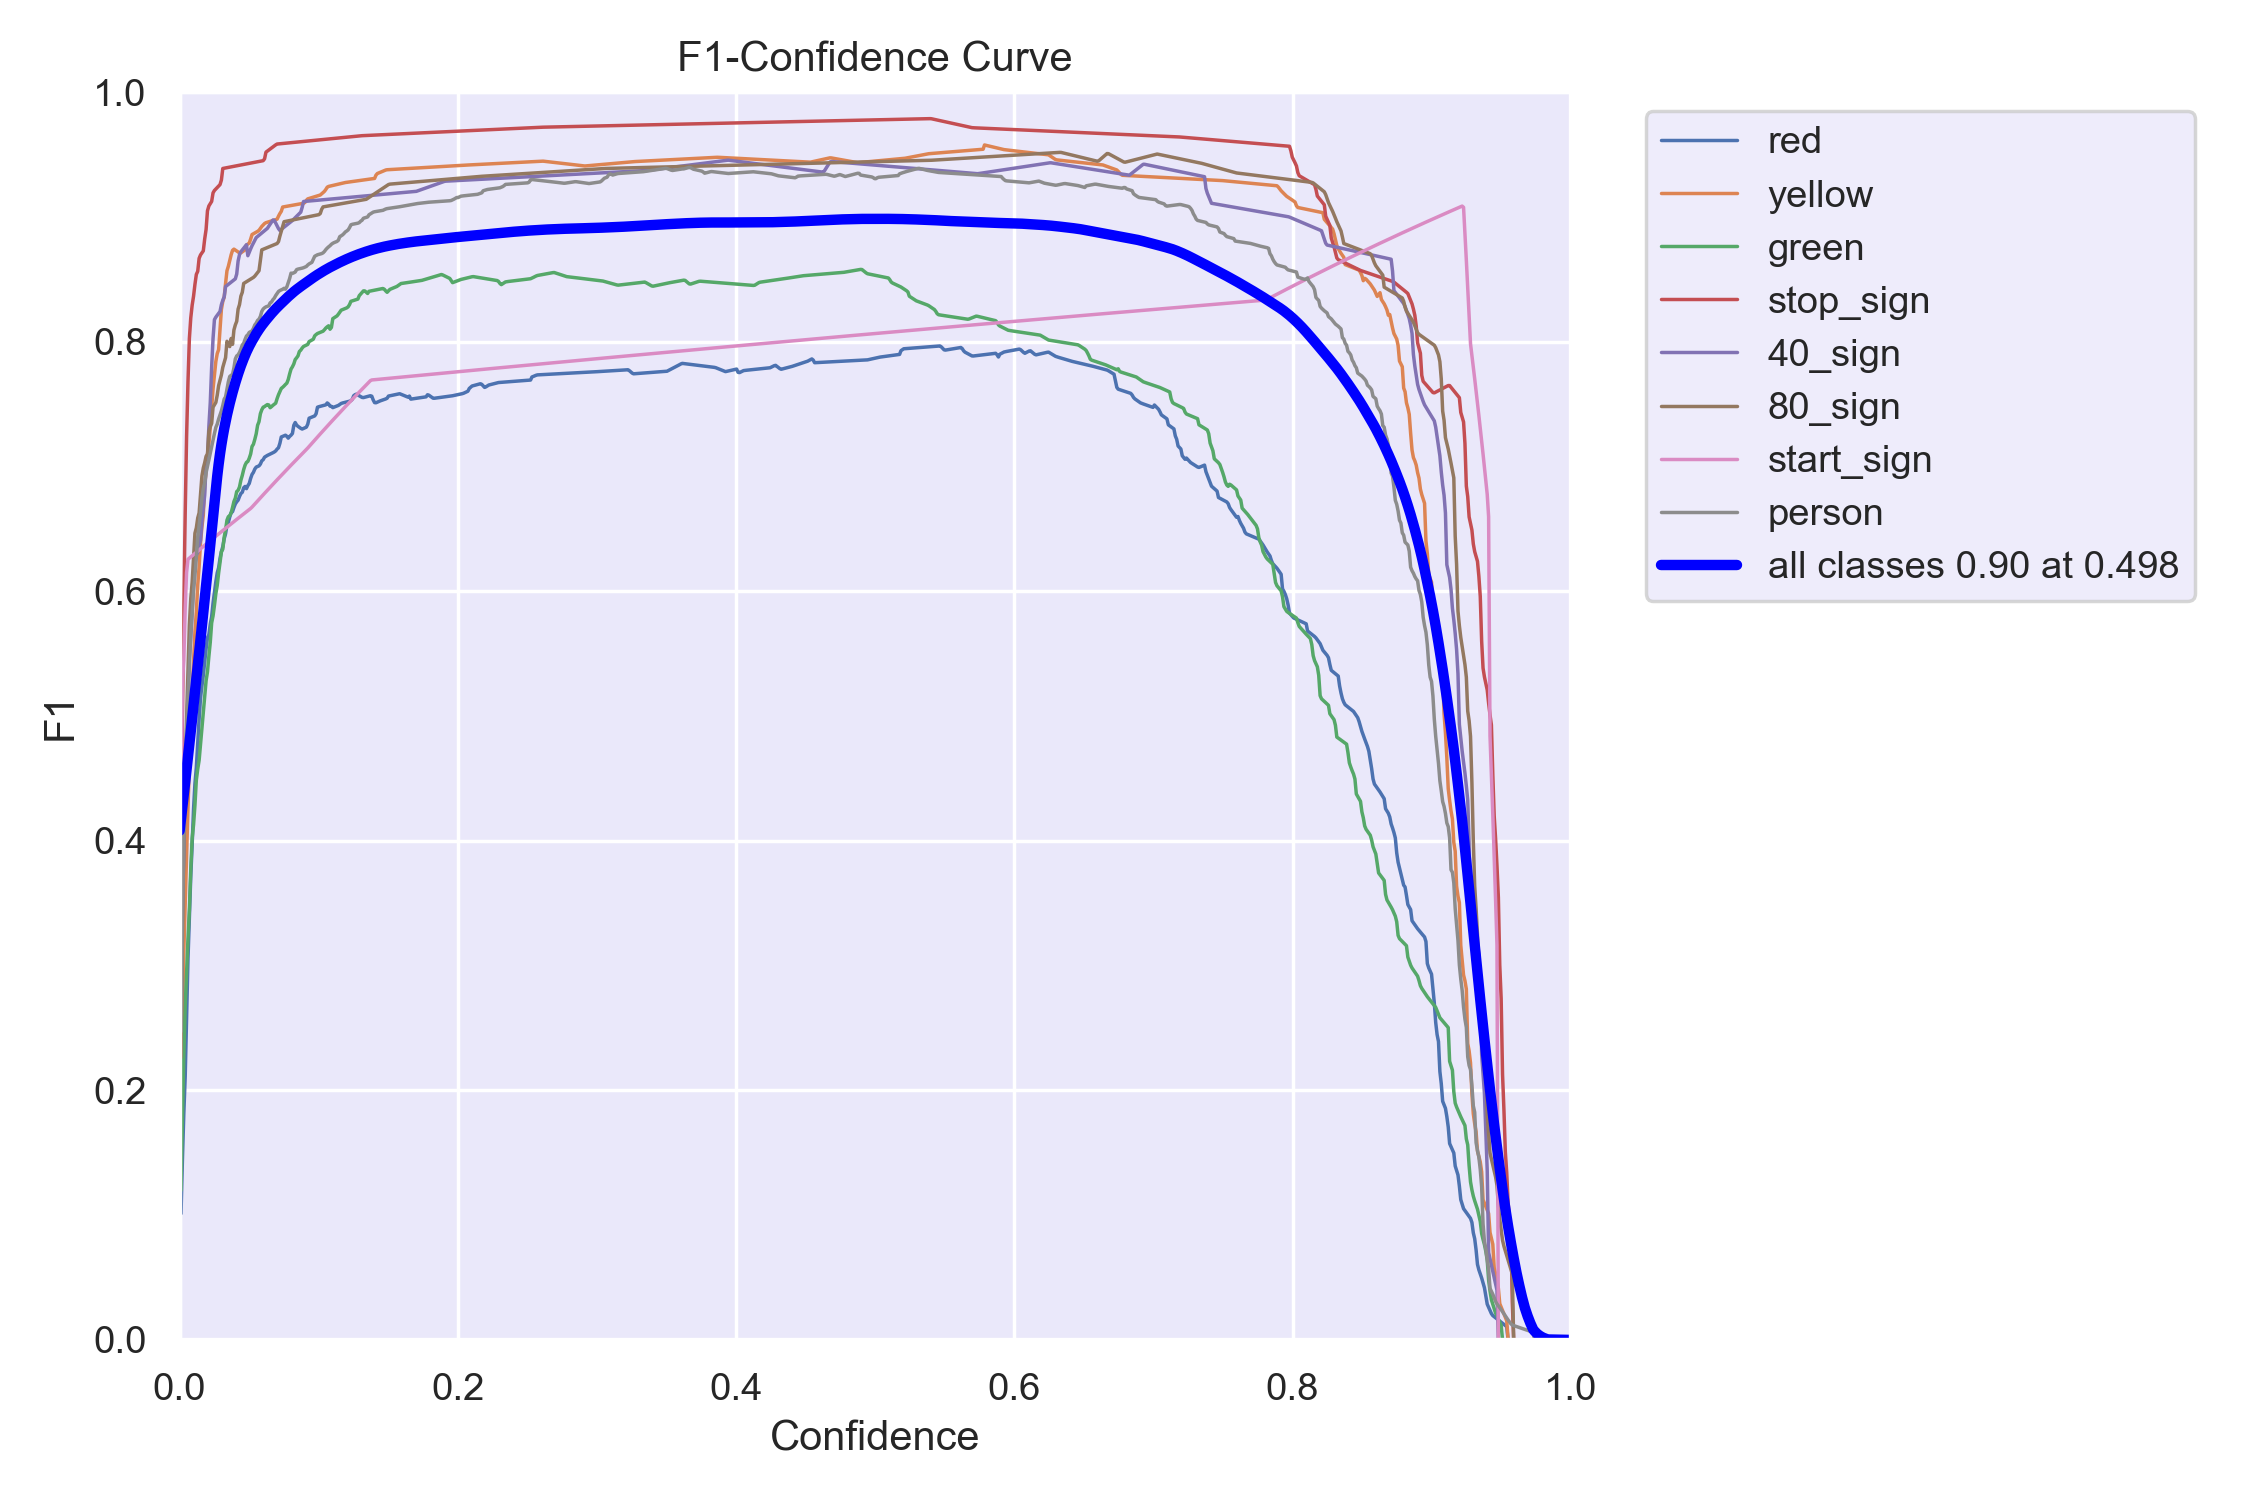 F1-Confidence Curve
1.0
0.8
0.6
0.4
0.2
0.0
F1
0.0 0.2 0.4 0.6 0.8 1.0
Confidence
red
yellow
green
stop_sign
40_sign
80_sign
start_sign
person
all classes 0.90 at 0.498